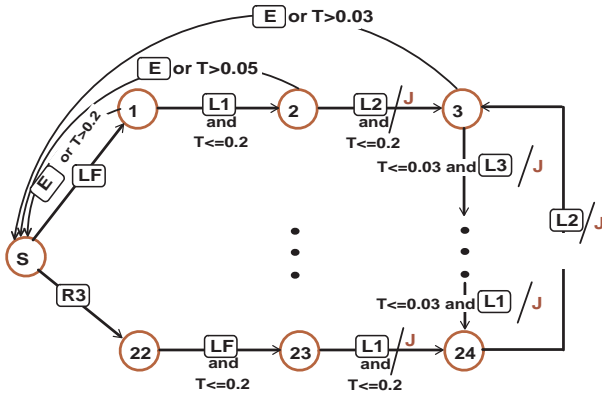 E or T>0.03
E or T>0.05
E or T>0.2
1
L1
and
T<=0.2
2
L2
J
and
T<=0.2
3
T<=0.03 and L3
J
LF
L2
J
S
R3
T<=0.03 and L1
J
22
LF
and
T<=0.2
23
L1
J
and
T<=0.2
24